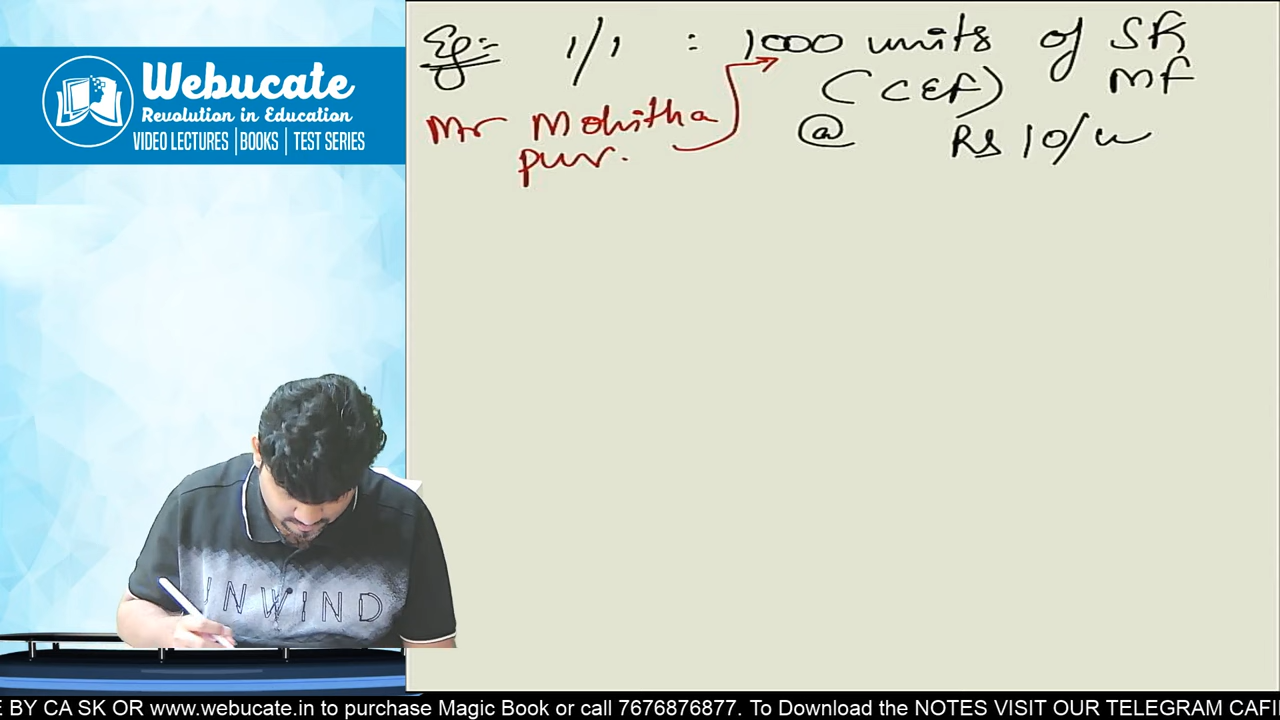 Webucate
Revolution in Education
VIDEO LECTURES | BOOKS | TEST SERIES
Eg:- 1/1 : 1000 units of SK MF
(CEF)
@ Rs 10/u
Mr Mohitha
pur.
INWIND
E BY CA SK OR www.webucate.in to purchase Magic Book or call 7676876877. To Download the NOTES VISIT OUR TELEGRAM CAFI